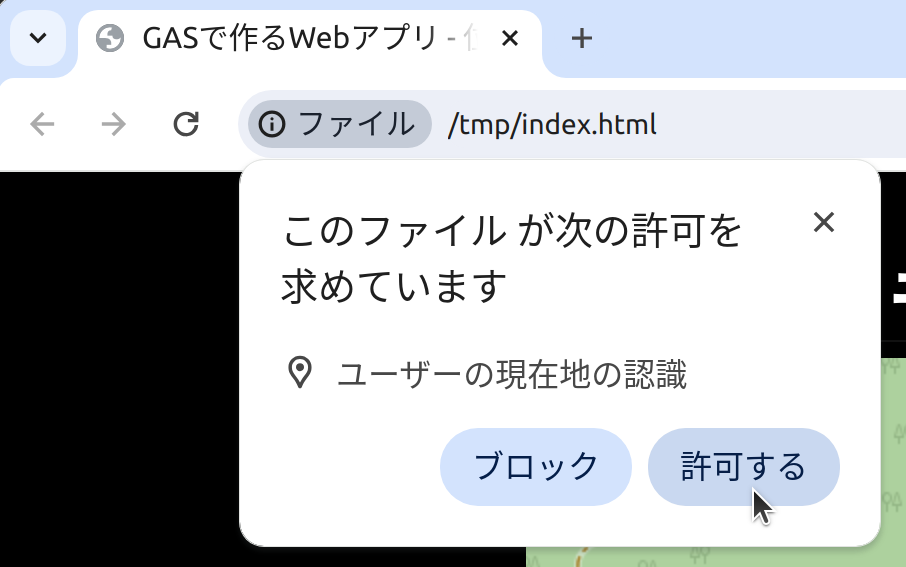 GASで作るWebアプリ -
ファイル /tmp/index.html
このファイル が次の許可を
求めています
ユーザーの現在地の認識
ブロック 許可する